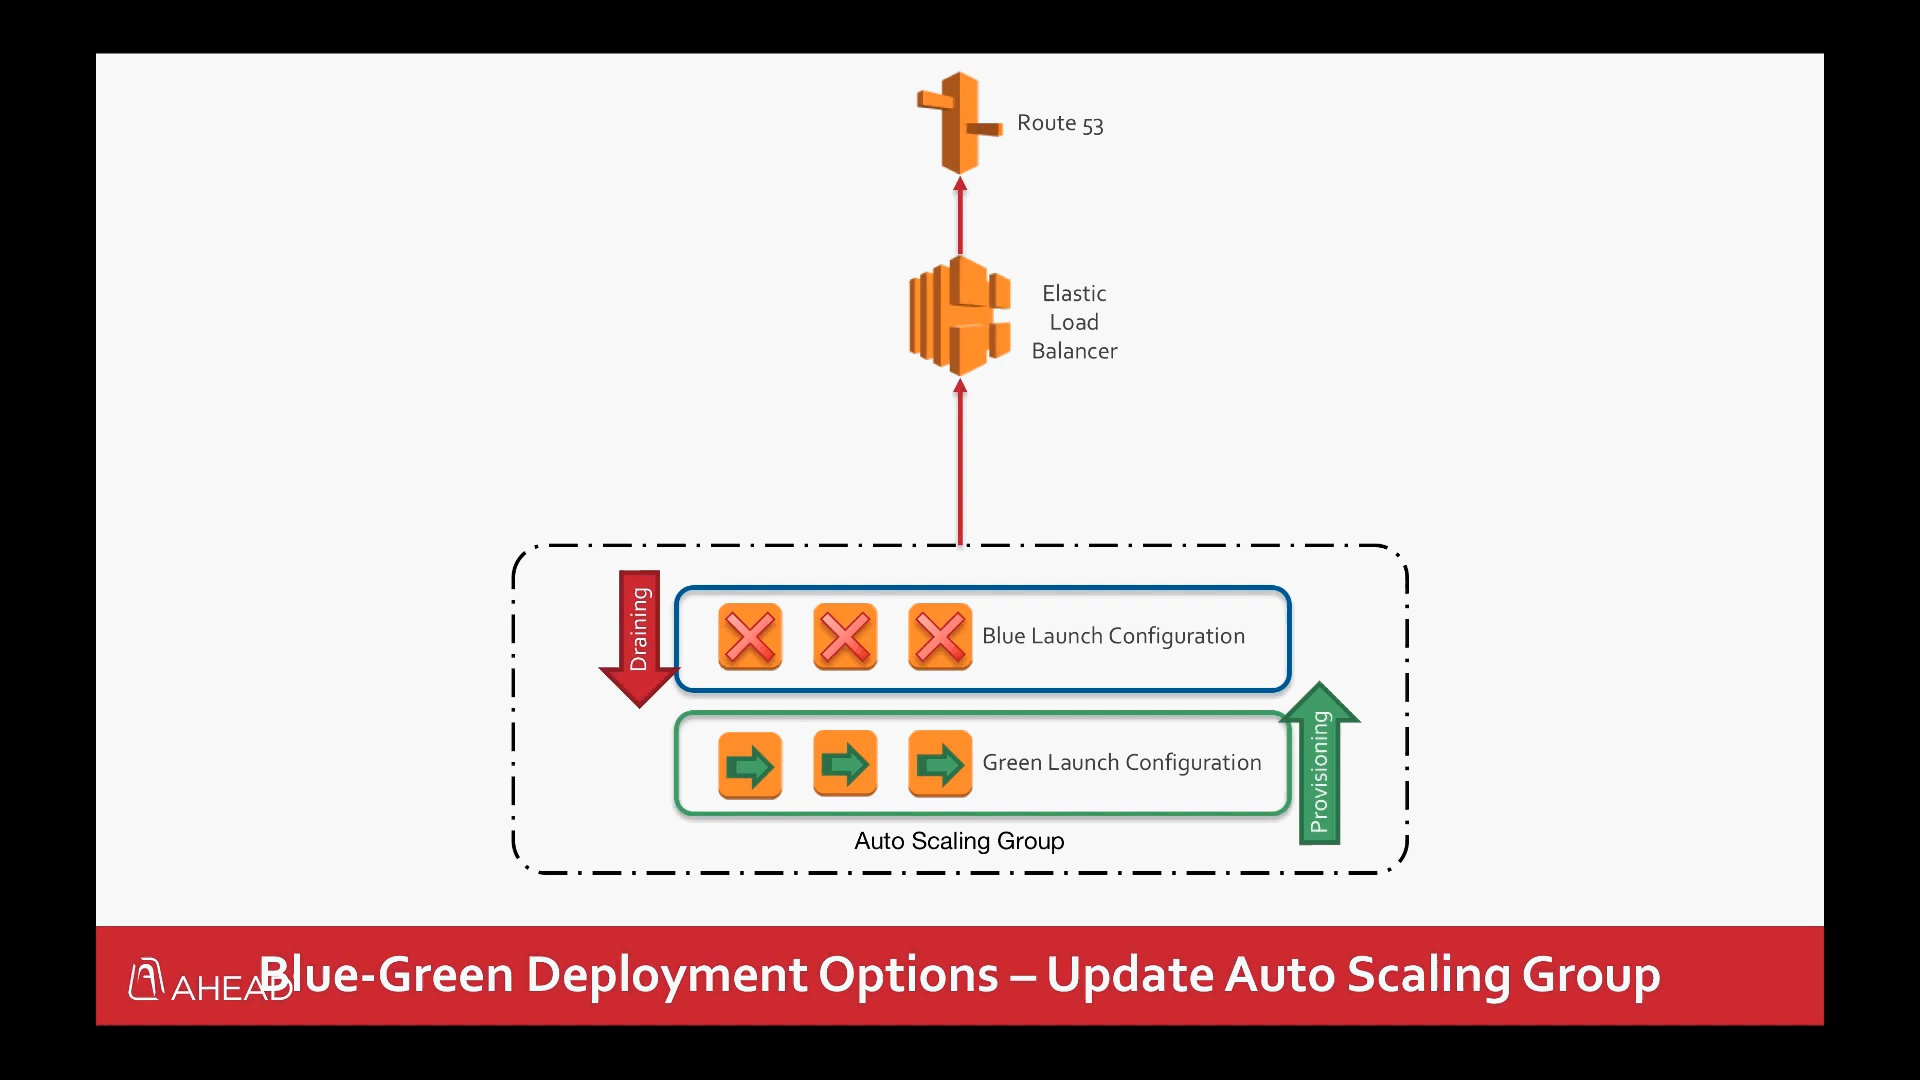 Route 53
Elastic
Load
Balancer
Draining
Blue Launch Configuration
Green Launch Configuration
Provisioning
Auto Scaling Group
AHEAD
Blue-Green Deployment Options – Update Auto Scaling Group